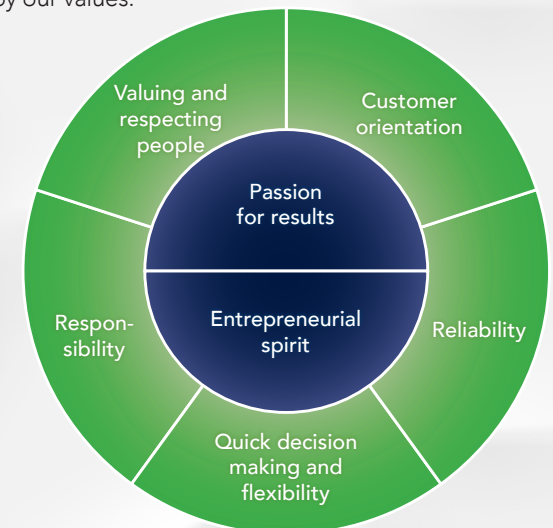 by our values.
Valuing and
respecting
people
Customer
orientation
Passion
for results
Respon-
sibility
Entrepreneurial
spirit
Reliability
Quick decision
making and
flexibility